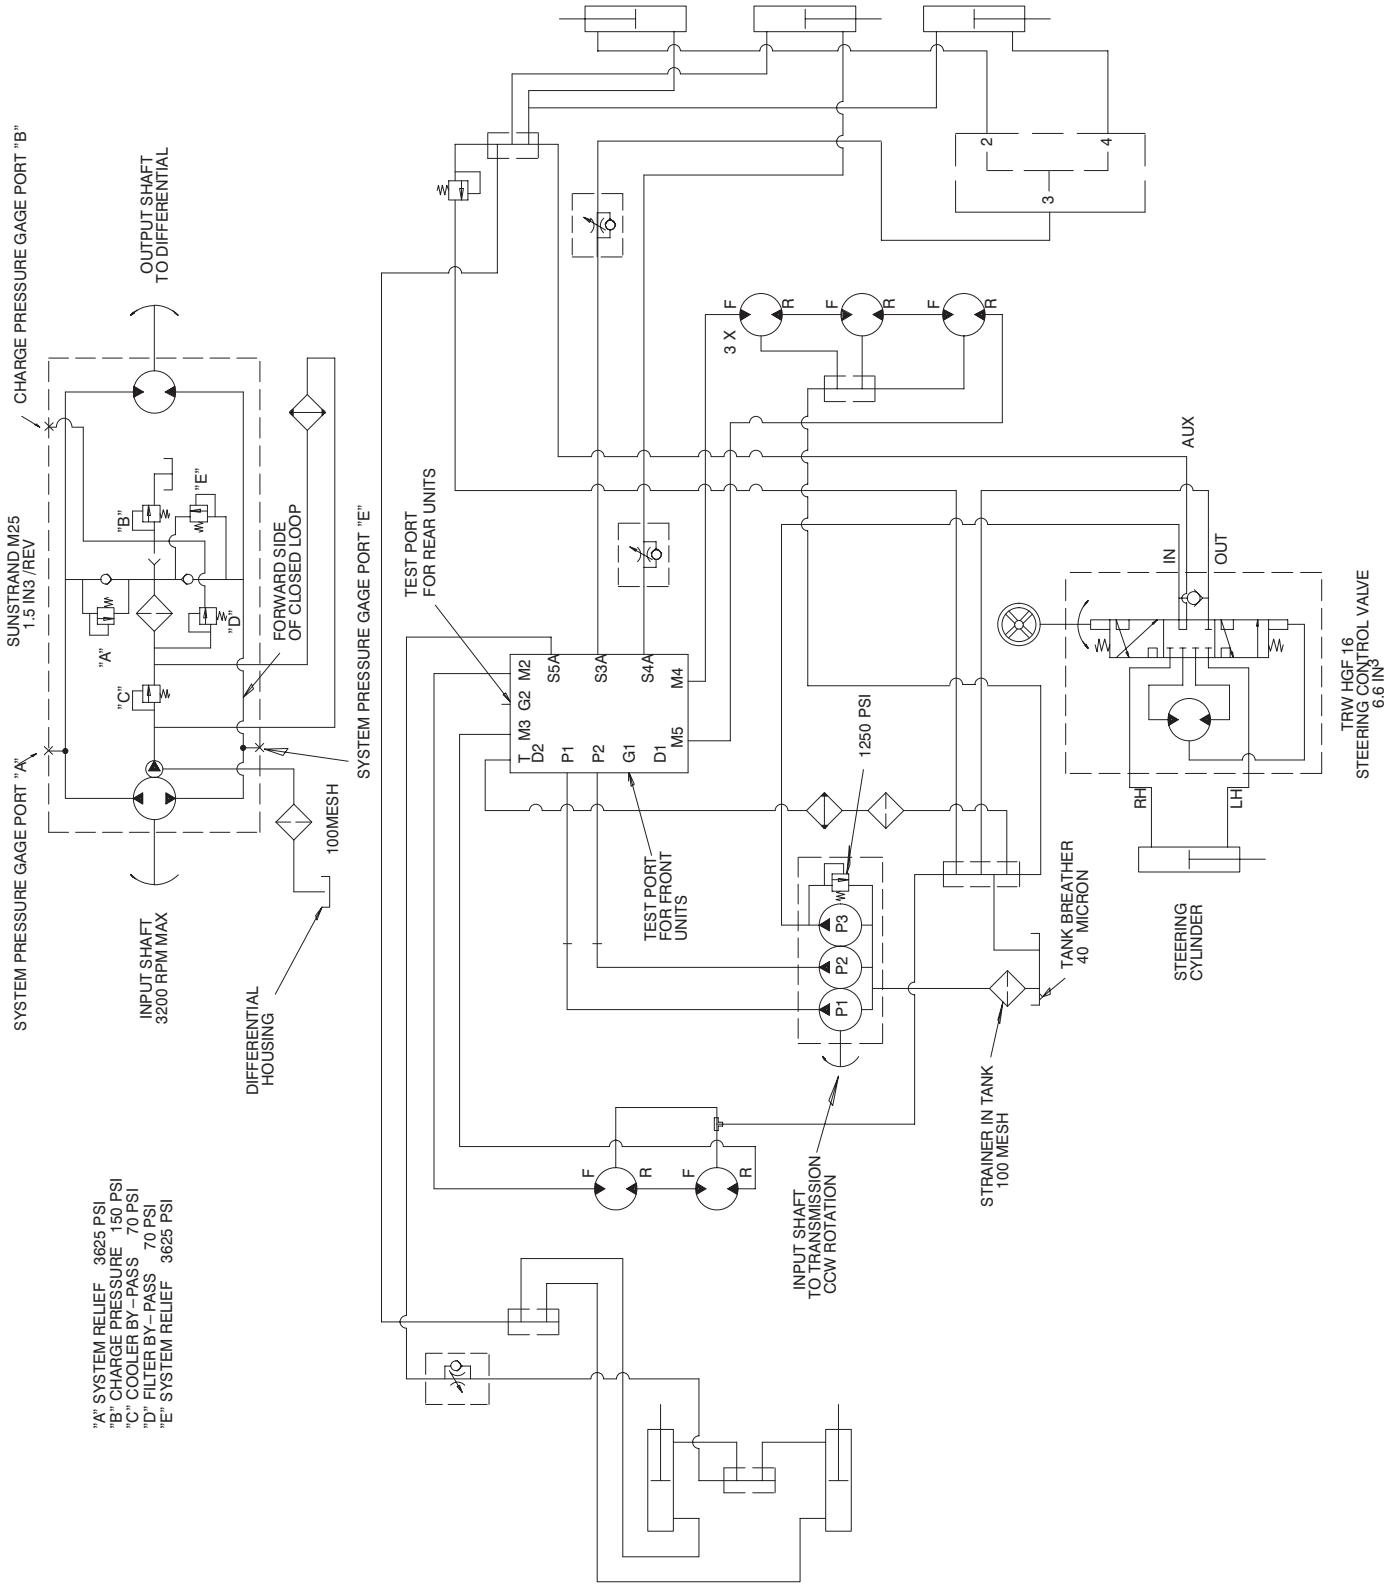 "A" SYSTEM RELIEF 3625 PSI
"B" CHARGE PRESSURE 150 PSI
"C" COOLER BY–PASS 70 PSI
"D" FILTER BY–PASS 70 PSI
"E" SYSTEM RELIEF 3625 PSI
SYSTEM PRESSURE GAGE PORT "A"
SUNSTRAND M25
1.5 IN3 /REV
CHARGE PRESSURE GAGE PORT "B"
INPUT SHAFT
3200 RPM MAX
OUTPUT SHAFT
TO DIFFERENTIAL
"C"
"A"
"D"
"B"
"E"
DIFFERENTIAL
HOUSING
100MESH
FORWARD SIDE
OF CLOSED LOOP
SYSTEM PRESSURE GAGE PORT "E"
TEST PORT
FOR REAR UNITS
M3
G2
M2
T
D2
S5A
P1
P2
S3A
G1
D1
S4A
M5
M4
TEST PORT
FOR FRONT
UNITS
F
R
F
R
3 X
F
R
F
R
F
R
2
3
4
1250 PSI
P1
P2
P3
INPUT SHAFT
TO TRANSMISSION
CCW ROTATION
STRAINER IN TANK
100 MESH
TANK BREATHER
40 MICRON
STEERING
CYLINDER
RH
LH
IN
OUT
AUX
TRW HGF 16
STEERING CONTROL VALVE
6.6 IN3